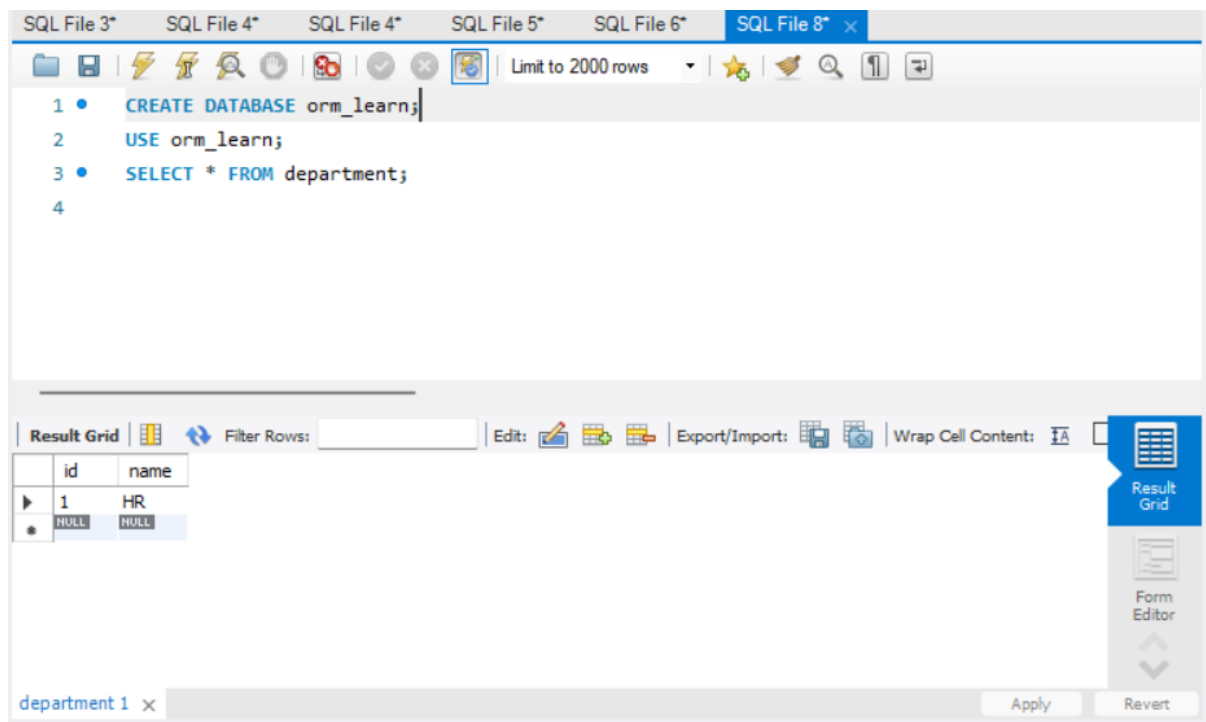 SQL File 3* SQL File 4* SQL File 4* SQL File 5* SQL File 6* SQL File 8*
Limit to 2000 rows
1 CREATE DATABASE orm_learn;
2 USE orm_learn;
3 SELECT * FROM department;
4
Result Grid Filter Rows: Edit: Export/Import: Wrap Cell Content: IA
id name
1 HR
NULL NULL
Result
Grid
Form
Editor
department 1 Apply Revert